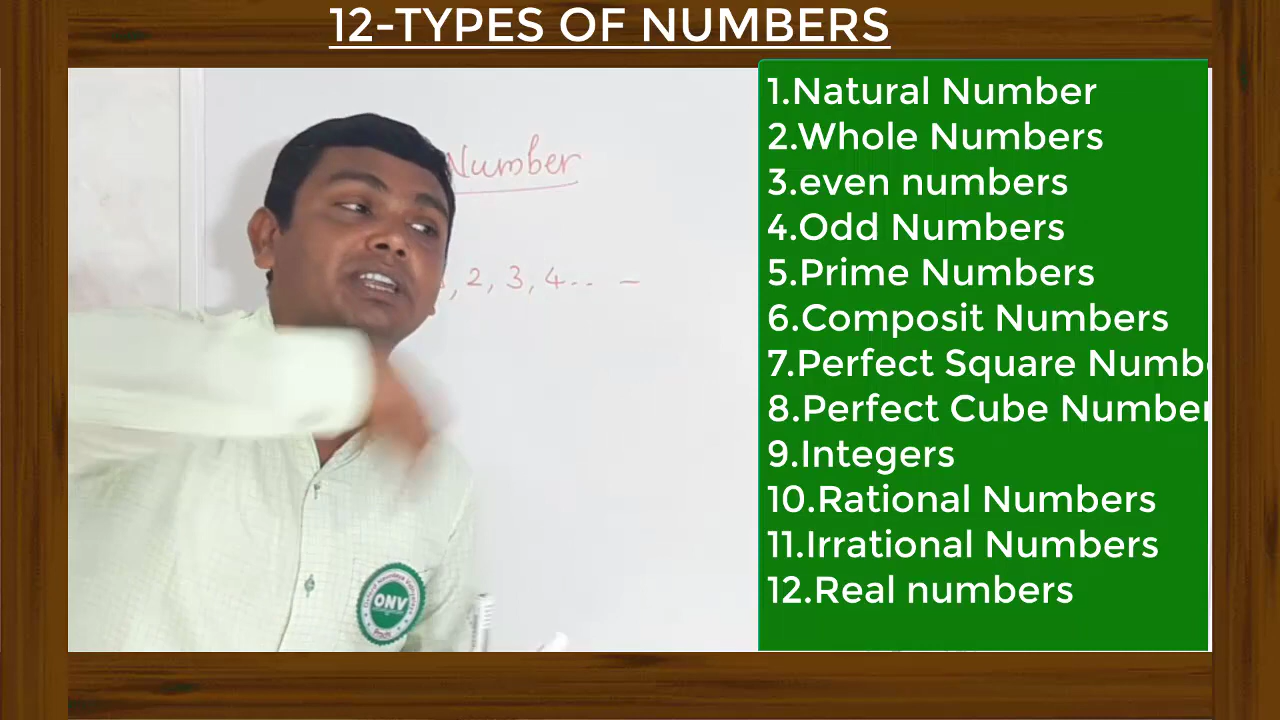 12-TYPES OF NUMBERS
Number
, 2, 3, 4 .. -
1.Natural Number
2.Whole Numbers
3.even numbers
4.Odd Numbers
5.Prime Numbers
6.Composit Numbers
7.Perfect Square Numb
8.Perfect Cube Number
9.Integers
10.Rational Numbers
11.Irrational Numbers
12.Real numbers
ONV